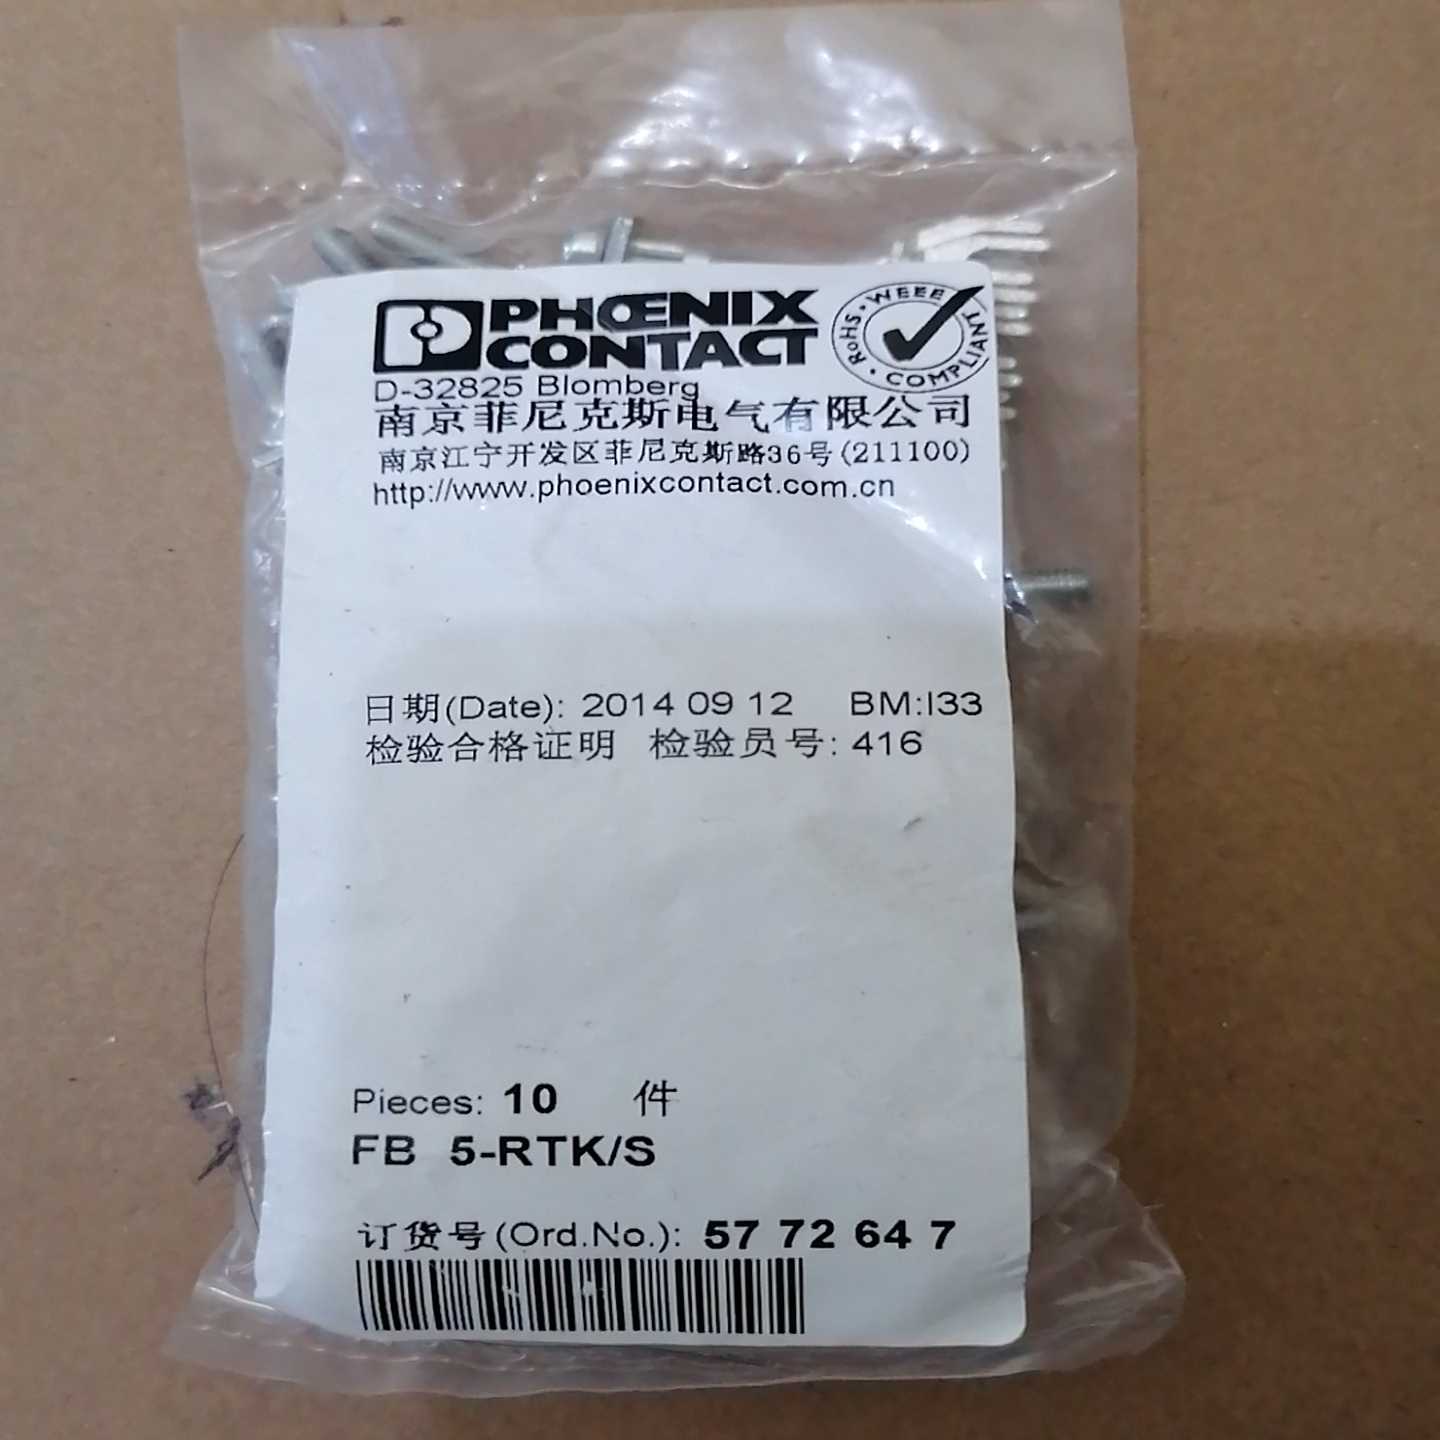 PHOENIX
CONTACT
RoHS · WEEE · COMPLIANT
D-32825 Blomberg
南京菲尼克斯电气有限公司
南京江宁开发区菲尼克斯路36号(211100)
http://www.phoenixcontact.com.cn
日期(Date): 2014 09 12 BM:I33
检验合格证明 检验员号: 416
Pieces: 10 件
FB 5-RTK/S
订货号(Ord.No.): 57 72 64 7